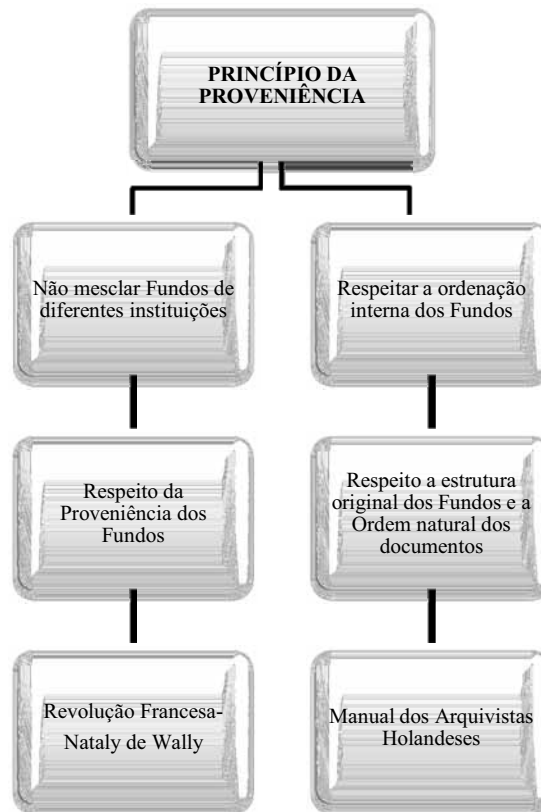 PRINCÍPIO DA
PROVENIÊNCIA
Não mesclar Fundos de
diferentes instituições
Respeito da
Proveniência dos
Fundos
Revolução Francesa-
Nataly de Wally
Respeitar a ordenação
interna dos Fundos
Respeito a estrutura
original dos Fundos e a
Ordem natural dos
documentos
Manual dos Arquivistas
Holandeses